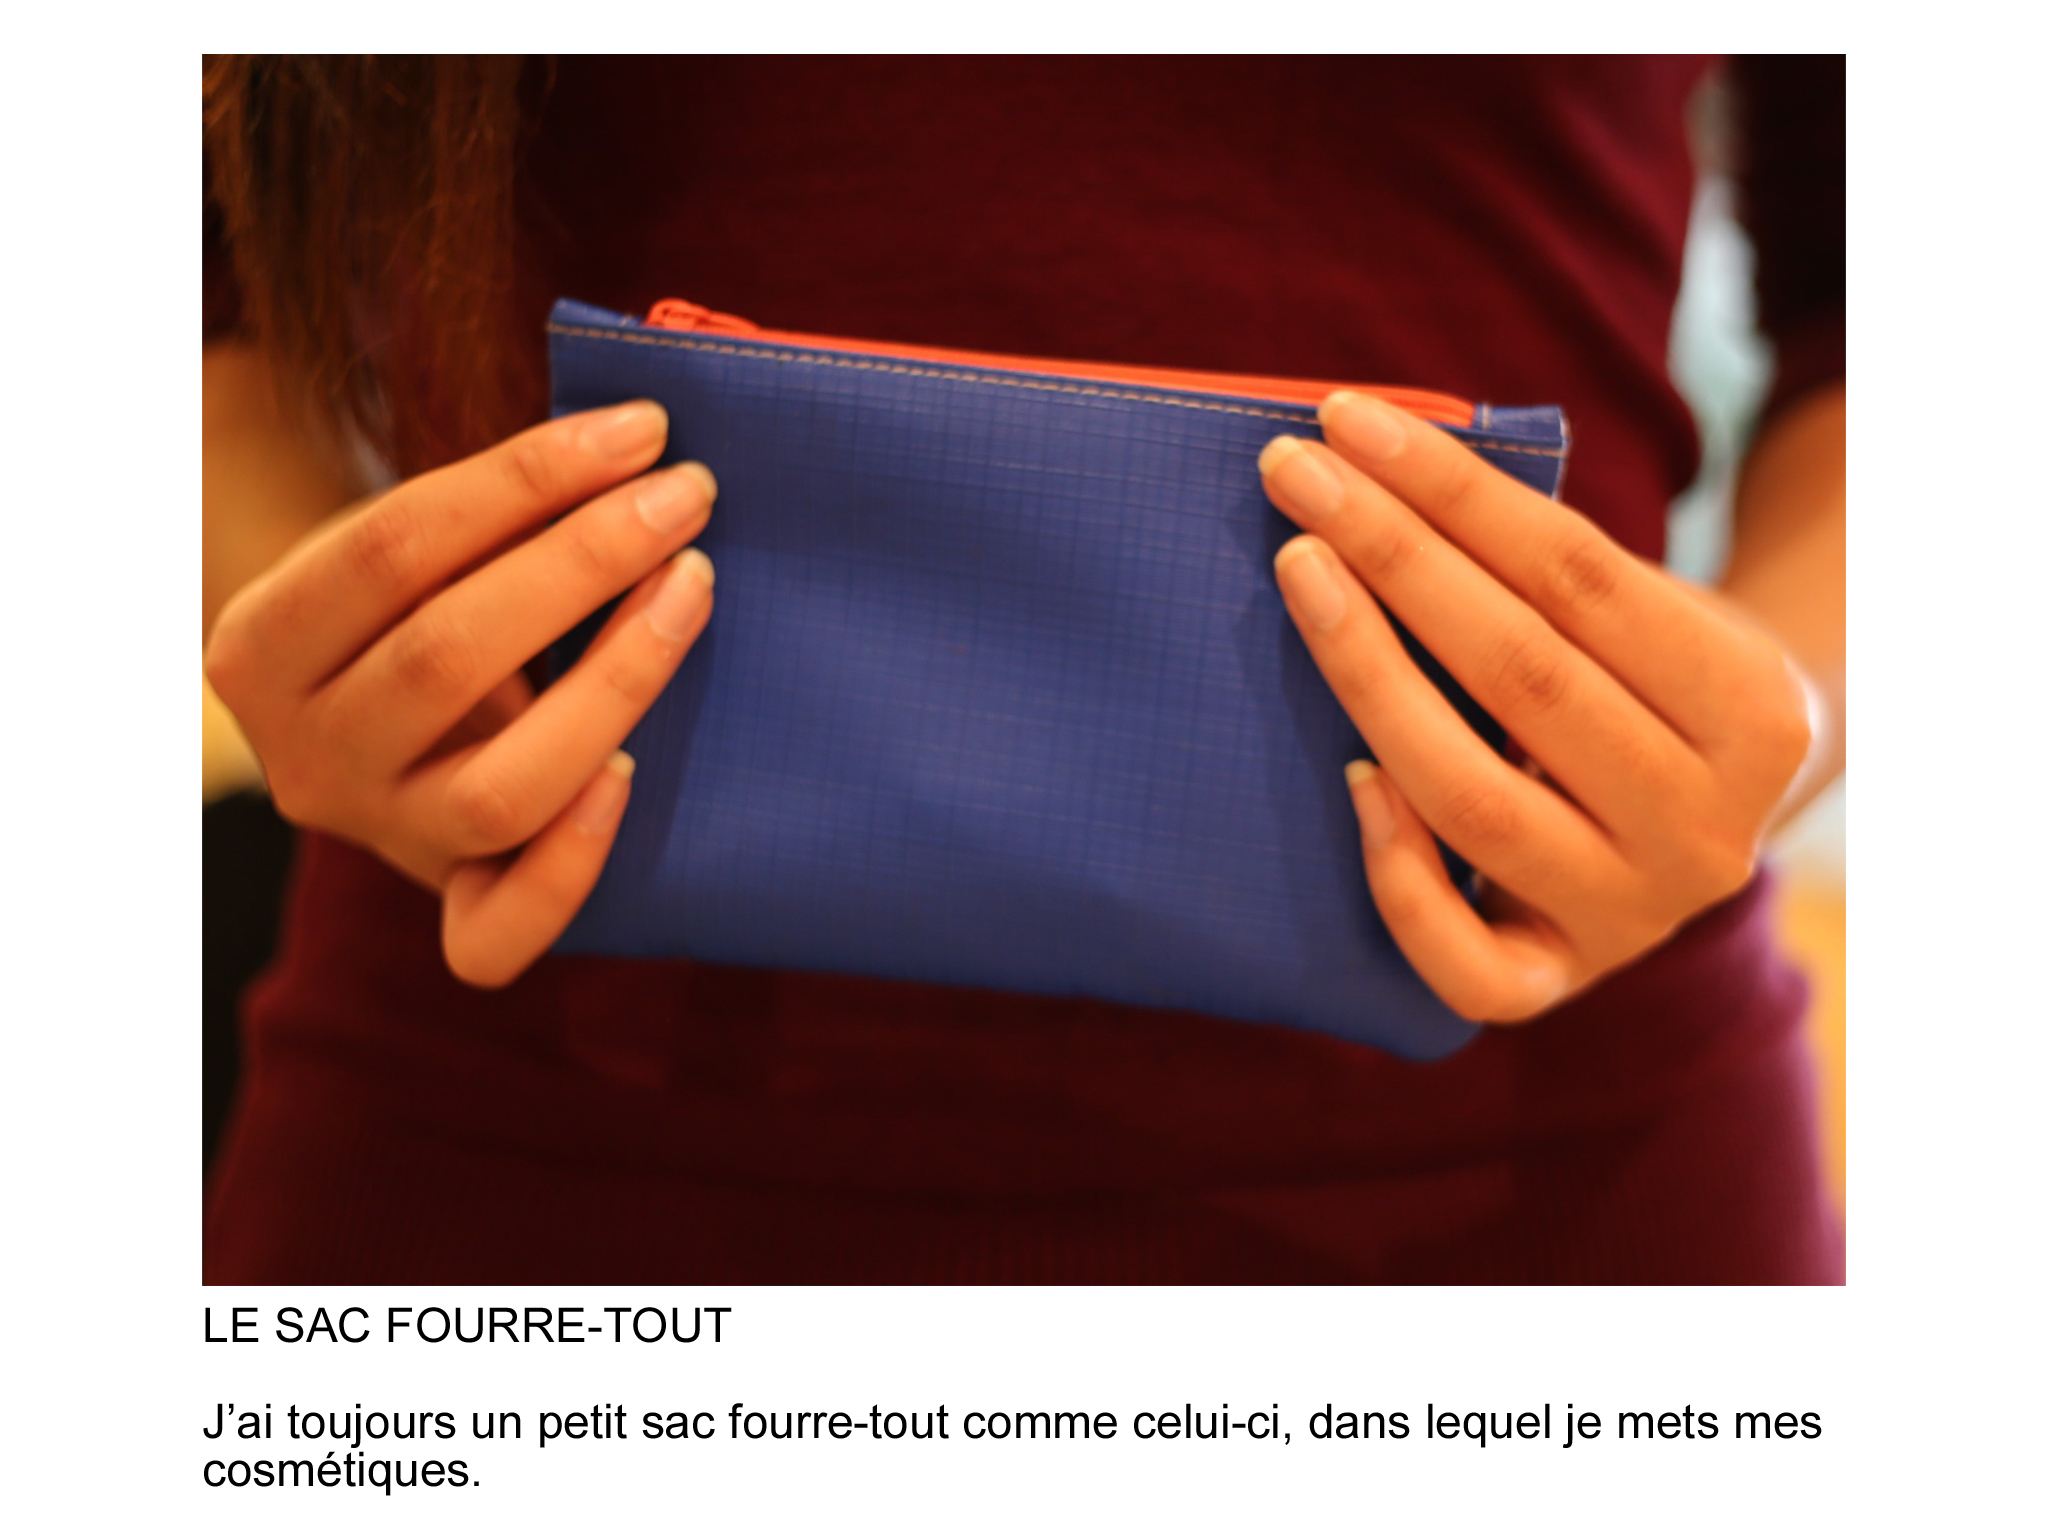 LE SAC FOURRE-TOUT
J’ai toujours un petit sac fourre-tout comme celui-ci, dans lequel je mets mes
cosmétiques.